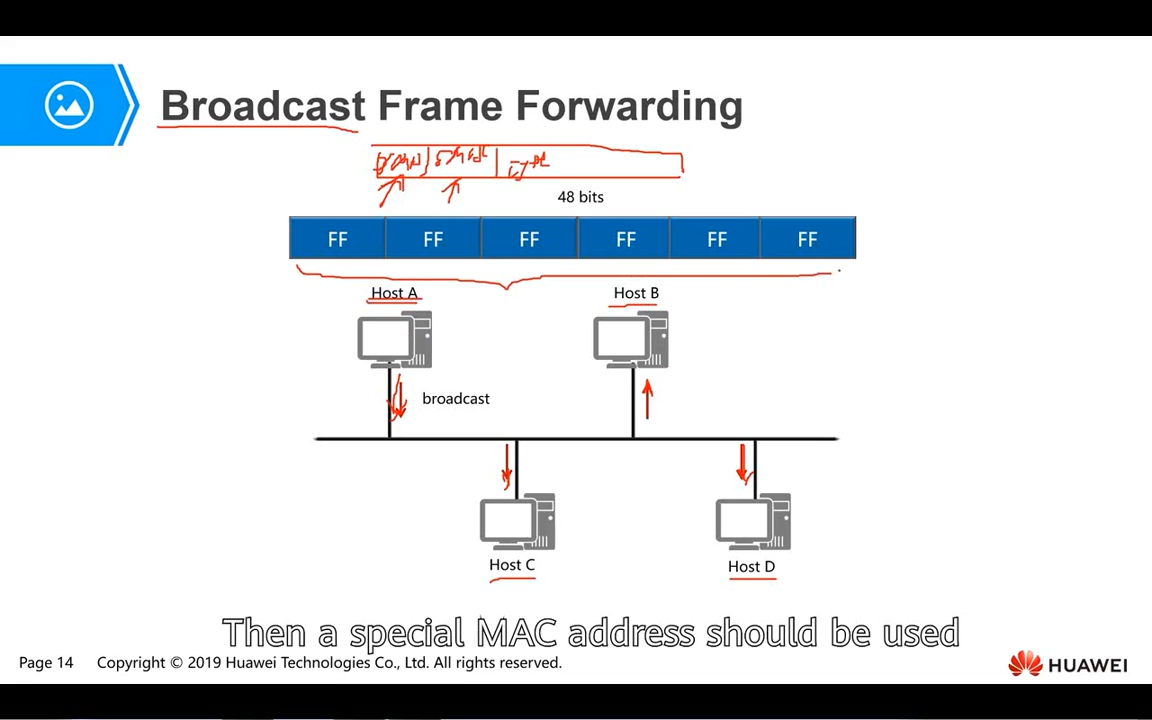 Broadcast Frame Forwarding
48 bits
FF FF FF FF FF FF
Host A Host B
broadcast
Host C Host D
Then a special MAC address should be used
Page 14 Copyright © 2019 Huawei Technologies Co., Ltd. All rights reserved.
HUAWEI